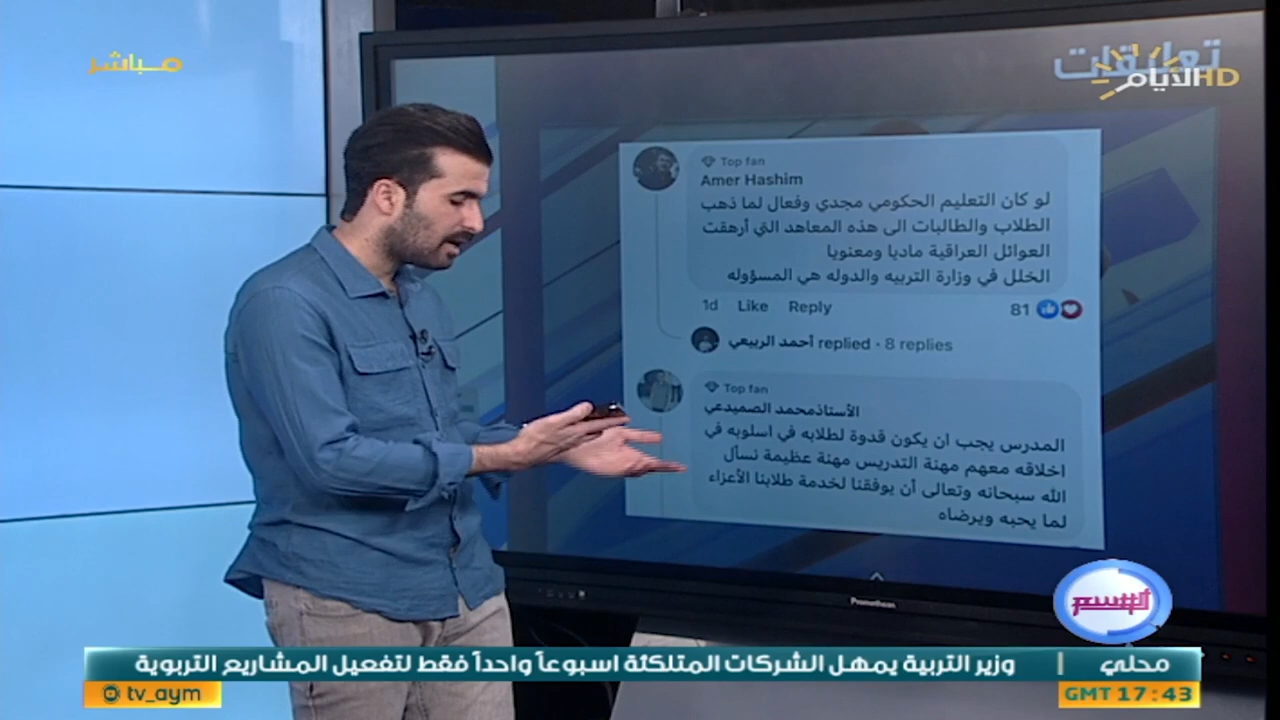 مباشر
تعليقات
الأيام HD
Top fan
Amer Hashim
لو كان التعليم الحكومي مجدي وفعال لما ذهب
الطلاب والطالبات الى هذه المعاهد التي أرهقت
العوائل العراقية ماديا ومعنويا
الخلل في وزارة التربيه والدوله هي المسؤوله
1d Like Reply 81
أحمد الربيعي replied · 8 replies
Top fan
الأستاذمحمد الصميدعي
المدرس يجب ان يكون قدوة لطلابه في اسلوبه في
اخلاقه معهم مهنة التدريس مهنة عظيمة نسأل
الله سبحانه وتعالى أن يوفقنا لخدمة طلابنا الأعزاء
لما يحبه ويرضاه
Promethean
محلي | وزير التربية يمهل الشركات المتلكئة اسبوعاً واحداً فقط لتفعيل المشاريع التربوية
tv_aym
GMT 17:43